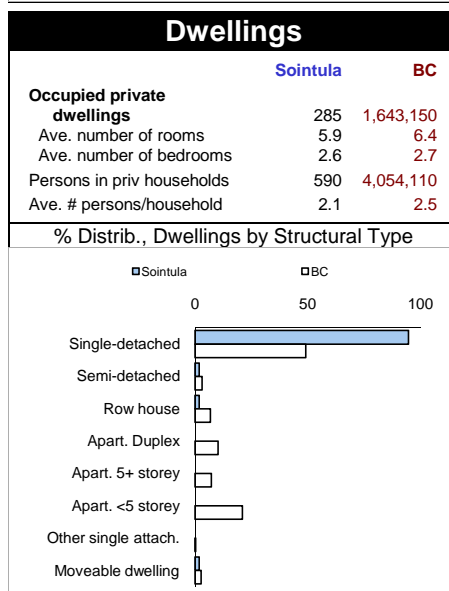 Dwellings
Sointula BC
Occupied private
dwellings 285 1,643,150
Ave. number of rooms 5.9 6.4
Ave. number of bedrooms 2.6 2.7
Persons in priv households 590 4,054,110
Ave. # persons/household 2.1 2.5
% Distrib., Dwellings by Structural Type
Sointula BC
0 50 100
Single-detached
Semi-detached
Row house
Apart. Duplex
Apart. 5+ storey
Apart. <5 storey
Other single attach.
Moveable dwelling